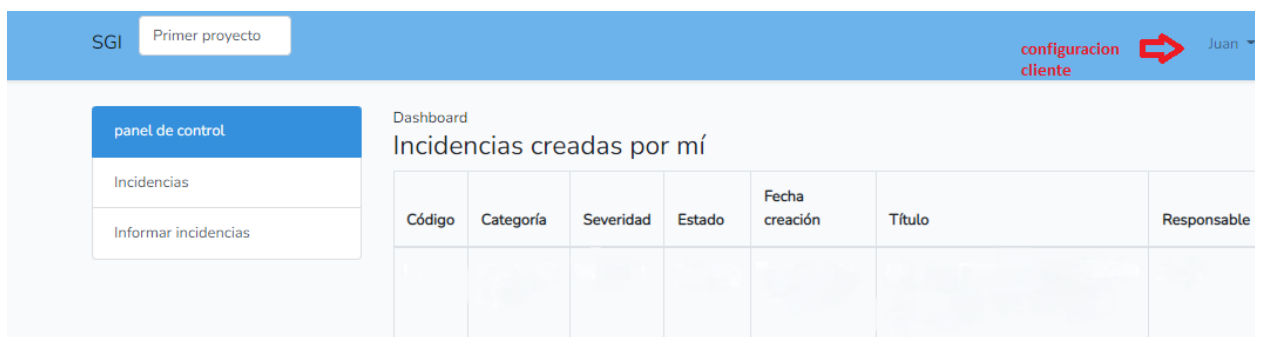 SGI
Primer proyecto
configuracion
cliente
Juan
panel de control
Incidencias
Informar incidencias
Dashboard
Incidencias creadas por mí
Código
Categoría
Severidad
Estado
Fecha
creación
Título
Responsable